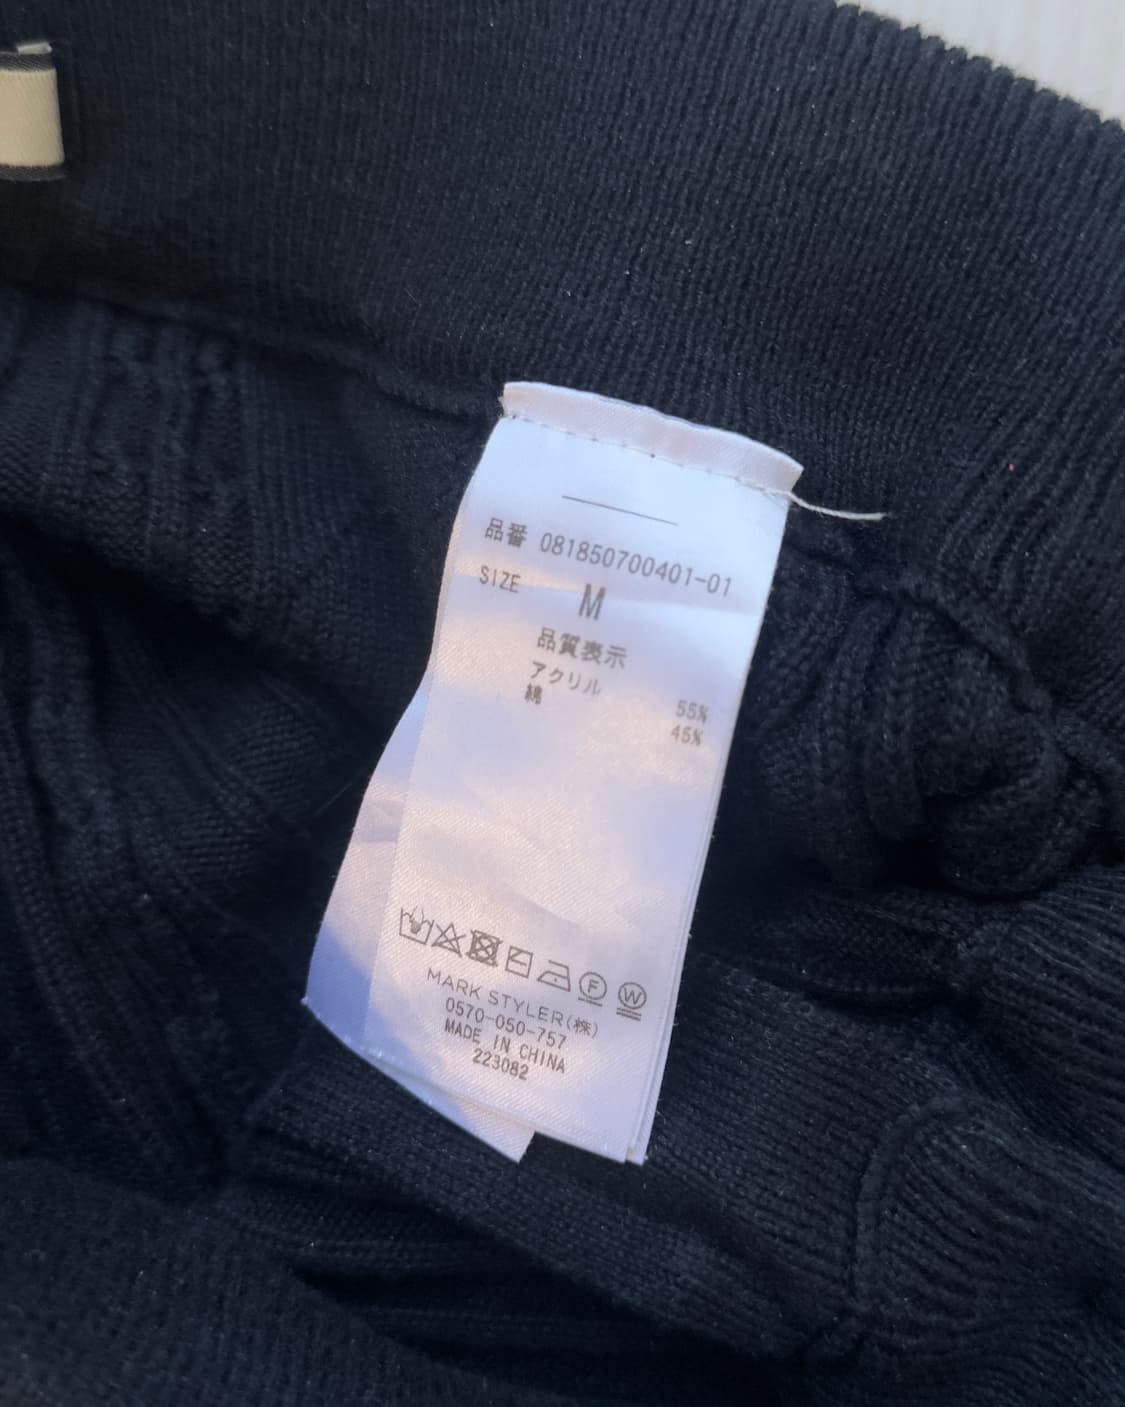 品番 081850700401-01
SIZE M
品質表示
アクリル 55%
綿 45%
F W
MARK STYLER(株)
0570-050-757
MADE IN CHINA
223082